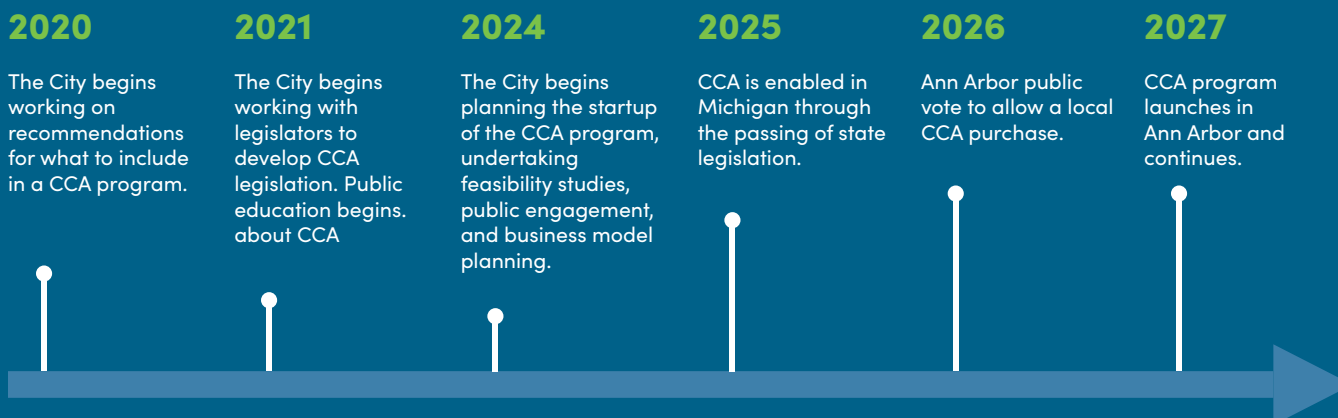 2020
The City begins
working on
recommendations
for what to include
in a CCA program.
2021
The City begins
working with
legislators to
develop CCA
legislation. Public
education begins.
about CCA
2024
The City begins
planning the startup
of the CCA program,
undertaking
feasibility studies,
public engagement,
and business model
planning.
2025
CCA is enabled in
Michigan through
the passing of state
legislation.
2026
Ann Arbor public
vote to allow a local
CCA purchase.
2027
CCA program
launches in
Ann Arbor and
continues.